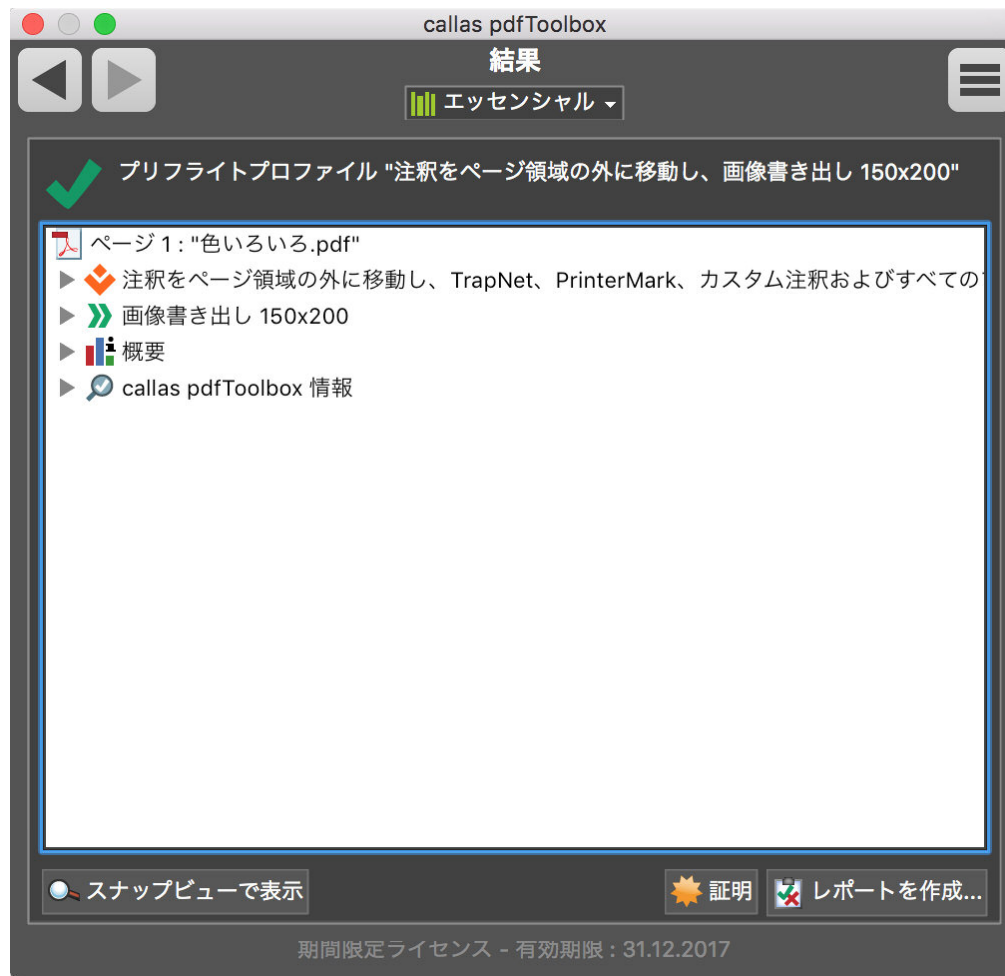 callas pdfToolbox
結果
エッセンシャル
プリフライトプロファイル "注釈をページ領域の外に移動し、画像書き出し 150x200"
ページ 1 : "色いろいろ.pdf"
注釈をページ領域の外に移動し、TrapNet、PrinterMark、カスタム注釈およびすべての
画像書き出し 150x200
概要
callas pdfToolbox 情報
スナップビューで表示
証明
レポートを作成...
期間限定ライセンス - 有効期限 : 31.12.2017